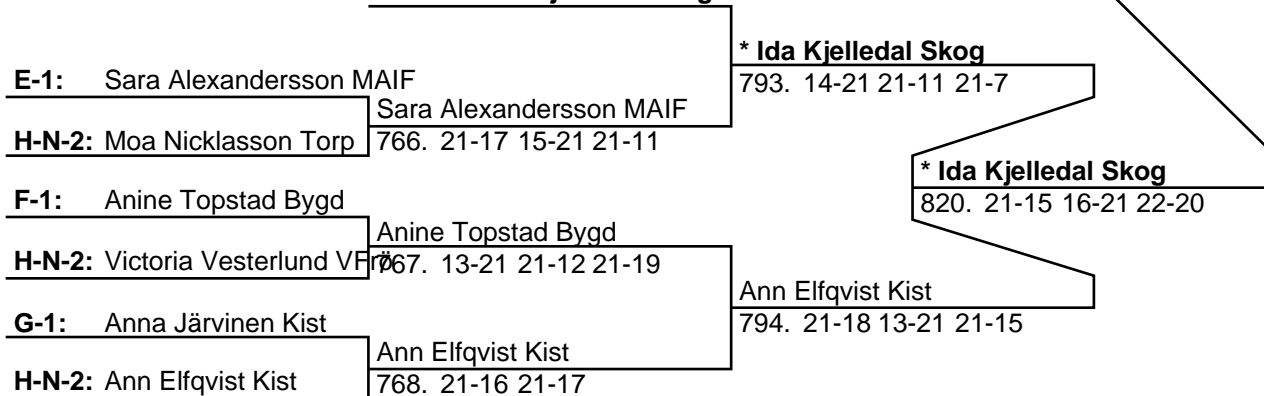 * Ida Kjelledal Skog
793. 14-21 21-11 21-7
E-1: Sara Alexandersson MAIF
Sara Alexandersson MAIF
H-N-2: Moa Nicklasson Torp
766. 21-17 15-21 21-11
* Ida Kjelledal Skog
820. 21-15 16-21 22-20
F-1: Anine Topstad Bygd
Anine Topstad Bygd
H-N-2: Victoria Vesterlund VFrö
767. 13-21 21-12 21-19
Ann Elfqvist Kist
794. 21-18 13-21 21-15
G-1: Anna Järvinen Kist
Ann Elfqvist Kist
H-N-2: Ann Elfqvist Kist
768. 21-16 21-17